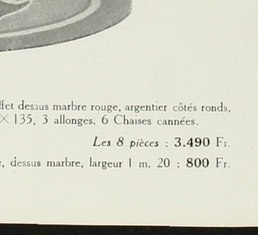 ffet dessus marbre rouge, argentier côtés ronds,
× 135, 3 allonges. 6 Chaises cannées.
Les 8 pièces : 3.490 Fr.
, dessus marbre, largeur 1 m. 20 : 800 Fr.